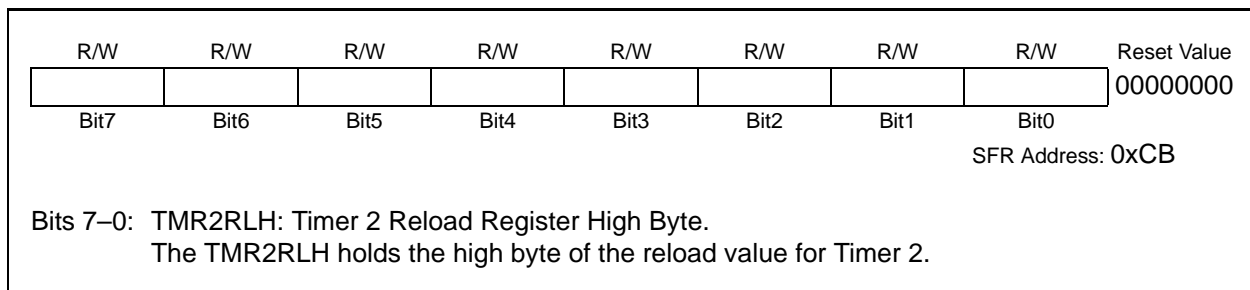 R/W R/W R/W R/W R/W R/W R/W R/W Reset Value
00000000
Bit7 Bit6 Bit5 Bit4 Bit3 Bit2 Bit1 Bit0
SFR Address: 0xCB
Bits 7–0: TMR2RLH: Timer 2 Reload Register High Byte.
The TMR2RLH holds the high byte of the reload value for Timer 2.